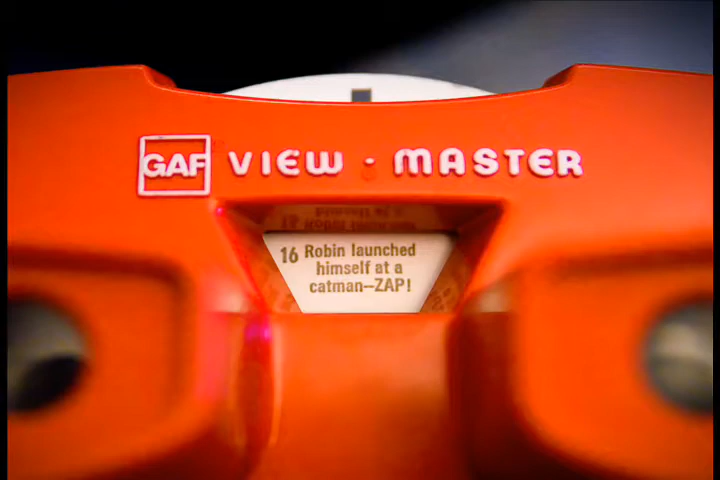 GAF VIEW·MASTER
16 Robin launched
himself at a
catman--ZAP!